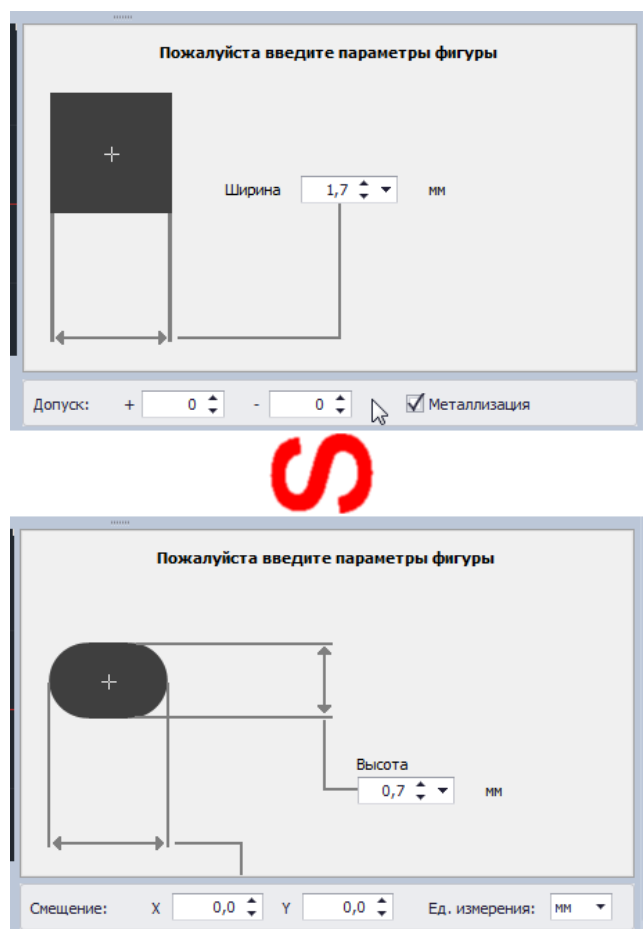 Пожалуйста введите параметры фигуры
Ширина 1,7 мм
Допуск: + 0 - 0 Металлизация
S
Пожалуйста введите параметры фигуры
Высота
0,7 мм
Смещение: X 0,0 Y 0,0 Ед. измерения: мм